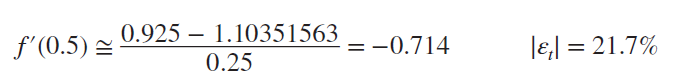 f′(0.5) ≅ (0.925 − 1.10351563) / 0.25 = −0.714 |εₜ| = 21.7%